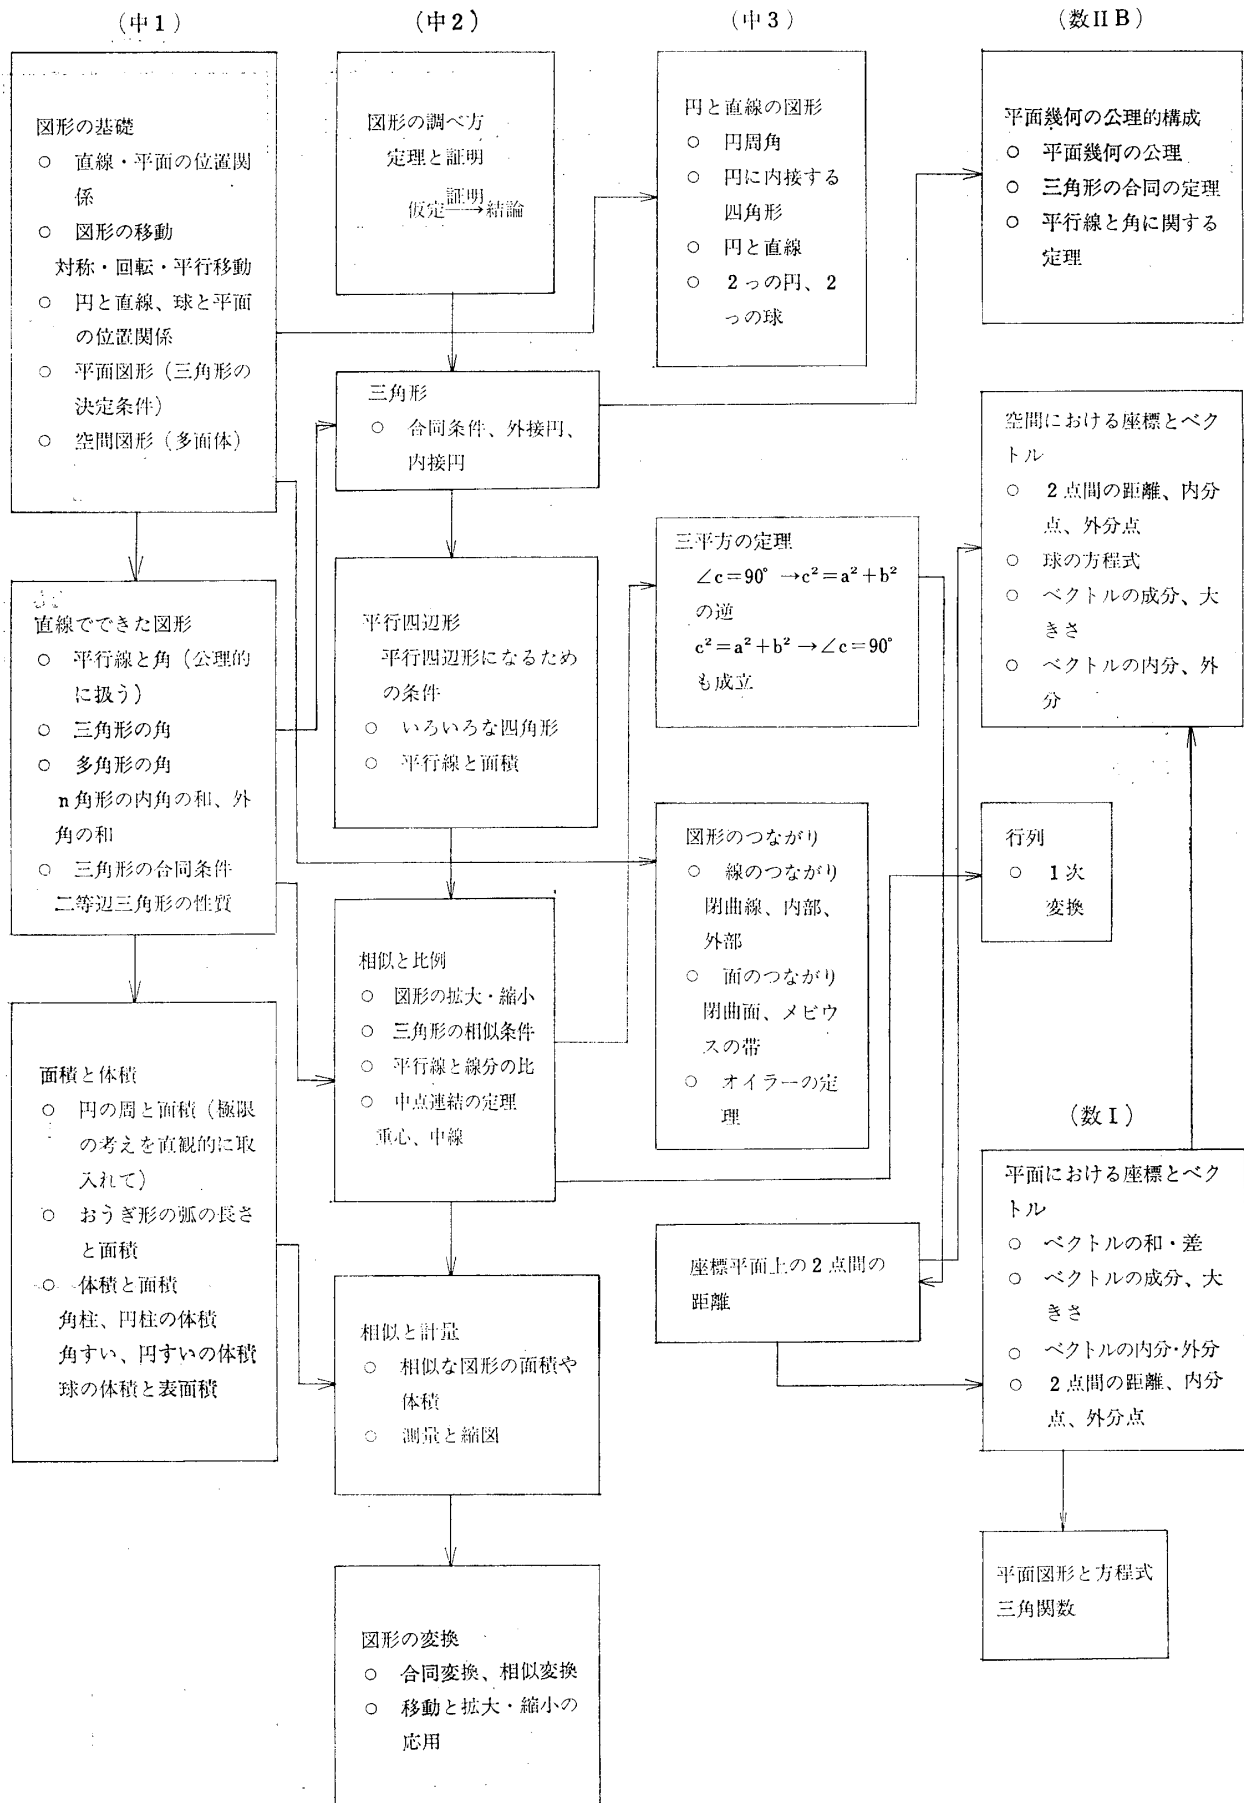 (中1)
図形の基礎
○ 直線・平面の位置関
係
○ 図形の移動
対称・回転・平行移動
○ 円と直線、球と平面
の位置関係
○ 平面図形(三角形の
決定条件)
○ 空間図形(多面体)
直線でできた図形
○ 平行線と角(公理的
に扱う)
○ 三角形の角
○ 多角形の角
n角形の内角の和、外
角の和
○ 三角形の合同条件
二等辺三角形の性質
面積と体積
○ 円の周と面積(極限
の考えを直観的に取
入れて)
○ おうぎ形の弧の長さ
と面積
○ 体積と面積
角柱、円柱の体積
角すい、円すいの体積
球の体積と表面積
(中2)
図形の調べ方
定理と証明
証明
仮定→結論
三角形
○ 合同条件、外接円、
内接円
平行四辺形
平行四辺形になるため
の条件
○ いろいろな四角形
○ 平行線と面積
相似と比例
○ 図形の拡大・縮小
○ 三角形の相似条件
○ 平行線と線分の比
○ 中点連結の定理
重心、中線
相似と計量
○ 相似な図形の面積や
体積
○ 測量と縮図
図形の変換
○ 合同変換、相似変換
○ 移動と拡大・縮小の
応用
(中3)
円と直線の図形
○ 円周角
○ 円に内接する
四角形
○ 円と直線
○ 2っの円、2
っの球
三平方の定理
∠c=90°→c²=a²+b²
の逆
c²=a²+b²→∠c=90°
も成立
図形のつながり
○ 線のつながり
閉曲線、内部、
外部
○ 面のつながり
閉曲面、メビウ
スの帯
○ オイラーの定
理
座標平面上の2点間の
距離
(数II B)
平面幾何の公理的構成
○ 平面幾何の公理
○ 三角形の合同の定理
○ 平行線と角に関する
定理
空間における座標とベク
トル
○ 2点間の距離、内分
点、外分点
○ 球の方程式
○ ベクトルの成分、大
きさ
○ ベクトルの内分、外
分
行列
○ 1次
変換
(数I)
平面における座標とベク
トル
○ ベクトルの和・差
○ ベクトルの成分、大
きさ
○ ベクトルの内分・外分
○ 2点間の距離、内分
点、外分点
平面図形と方程式
三角関数